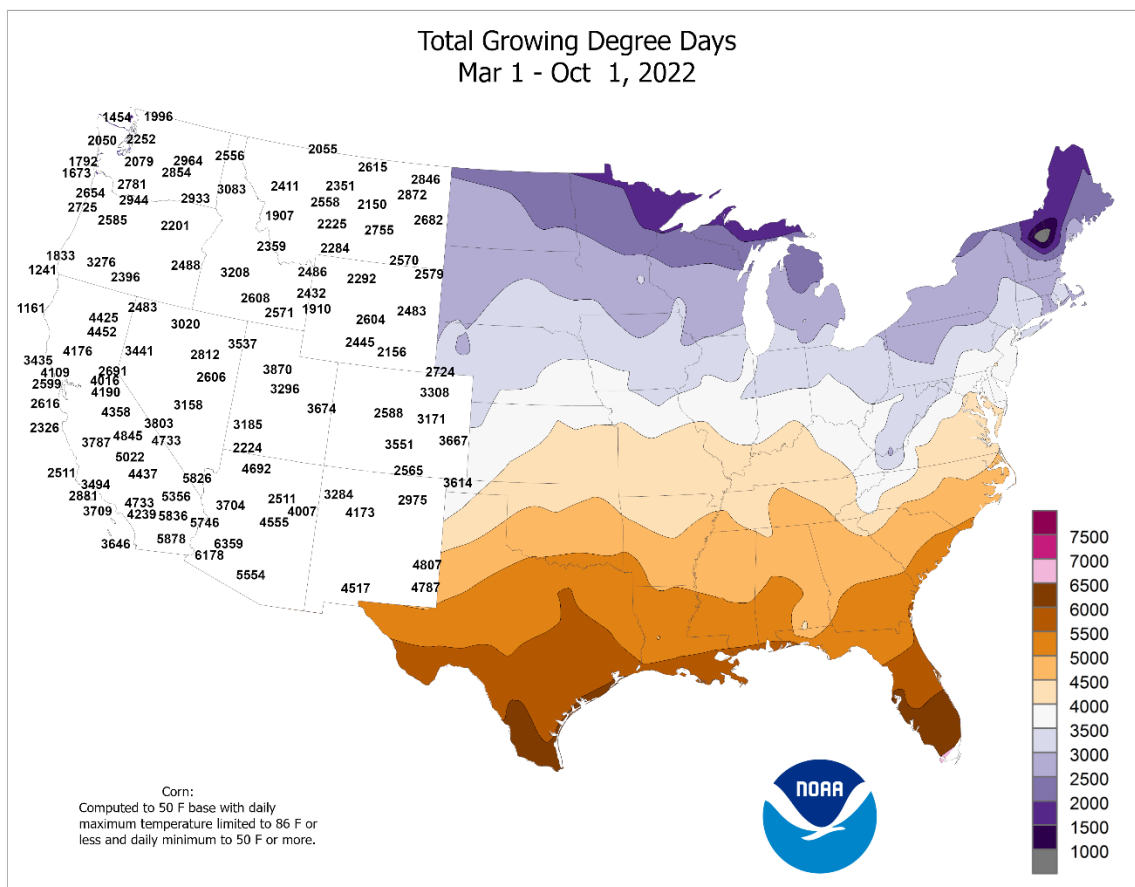 Total Growing Degree Days
Mar 1 - Oct 1, 2022
1454 1996
2050 2252
2055
1792 2079 2964 2556
1673 2854 2615
2781 2411 2351 2846
2654 2944 2933 3083 2558 2150 2872
2725 2585 2201 1907 2225 2755 2682
1833 2359 2284
1241 3276 2396 2488 3208 2486 2292 2570 2579
1161 2483 2608 2432
4425 2571 1910 2604 2483
4452 3020
4176 3441 2812 3537 2445 2156
3435
4109 2691 2606 3870 2724
2599 4016 3296 3308
4190
2616 4358 3158 3674 2588 3171
2326 3803 3185
3787 4845 4733 2224 3551 3667
5022 4692 2565
2511 4437 5826 3614
3494
2881 4733 5356 3704 2511 3284 2975
3709 4239 5836 5746 4555 4007 4173
3646 5878 6359
6178
5554 4807
4517 4787
7500
7000
6500
6000
5500
5000
4500
4000
3500
3000
2500
2000
1500
1000
NOAA
Corn:
Computed to 50 F base with daily
maximum temperature limited to 86 F or
less and daily minimum to 50 F or more.